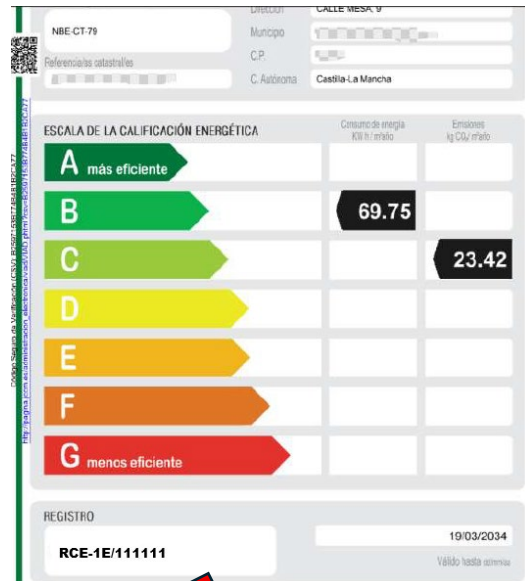 Dirección
CALLE MESA, 9
NBE-CT-79
Municipio
Referencia/as catastral/es
C.P.
C. Autónoma
Castilla-La Mancha
ESCALA DE LA CALIFICACIÓN ENERGÉTICA
Consumo de energía
kW h / m²año
Emisiones
kg CO₂ / m²año
A más eficiente
B
69.75
C
23.42
D
E
F
G menos eficiente
REGISTRO
RCE-1E/111111
19/03/2034
Válido hasta